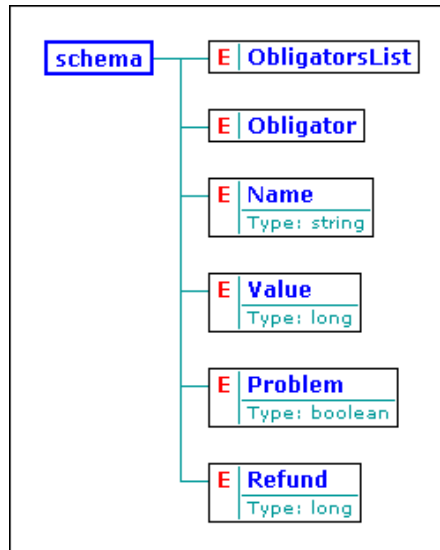 schema
E ObligatorsList
E Obligator
E Name
Type: string
E Value
Type: long
E Problem
Type: boolean
E Refund
Type: long